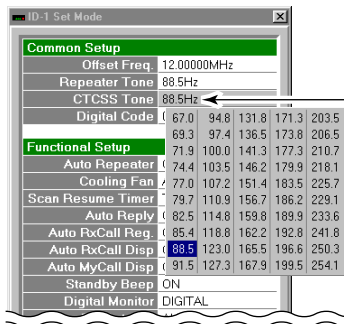 ID-1 Set Mode
Common Setup
Offset Freq. 12.00000MHz
Repeater Tone 88.5Hz
CTCSS Tone 88.5Hz
Digital Code
67.0 94.8 131.8 171.3 203.5
69.3 97.4 136.5 173.8 206.5
Functional Setup 71.9 100.0 141.3 177.3 210.7
Auto Repeater 74.4 103.5 146.2 179.9 218.1
Cooling Fan 77.0 107.2 151.4 183.5 225.7
Scan Resume Timer 79.7 110.9 156.7 186.2 229.1
Auto Reply 82.5 114.8 159.8 189.9 233.6
Auto RxCall Reg. 85.4 118.8 162.2 192.8 241.8
Auto RxCall Disp 88.5 123.0 165.5 196.6 250.3
Auto MyCall Disp 91.5 127.3 167.9 199.5 254.1
Standby Beep ON
Digital Monitor DIGITAL